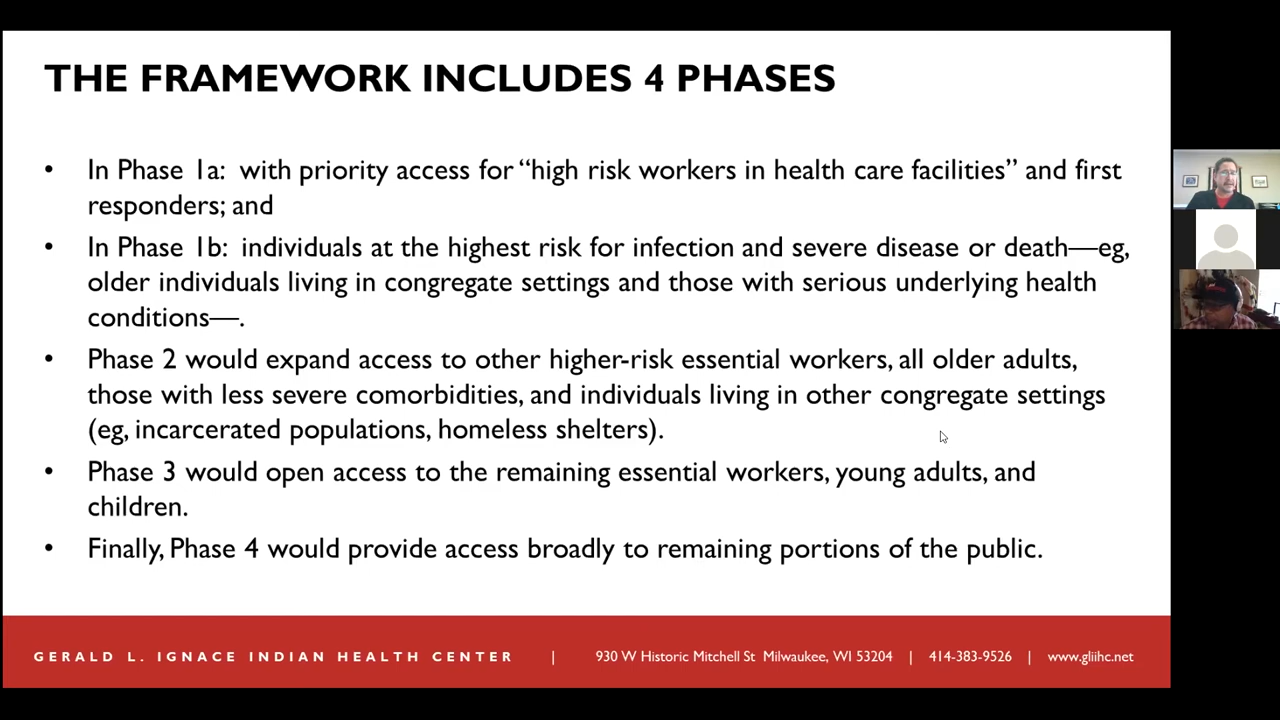 THE FRAMEWORK INCLUDES 4 PHASES
• In Phase 1a: with priority access for “high risk workers in health care facilities” and first
responders; and
• In Phase 1b: individuals at the highest risk for infection and severe disease or death—eg,
older individuals living in congregate settings and those with serious underlying health
conditions—.
• Phase 2 would expand access to other higher-risk essential workers, all older adults,
those with less severe comorbidities, and individuals living in other congregate settings
(eg, incarcerated populations, homeless shelters).
• Phase 3 would open access to the remaining essential workers, young adults, and
children.
• Finally, Phase 4 would provide access broadly to remaining portions of the public.
GERALD L. IGNACE INDIAN HEALTH CENTER | 930 W Historic Mitchell St Milwaukee, WI 53204 | 414-383-9526 | www.gliihc.net